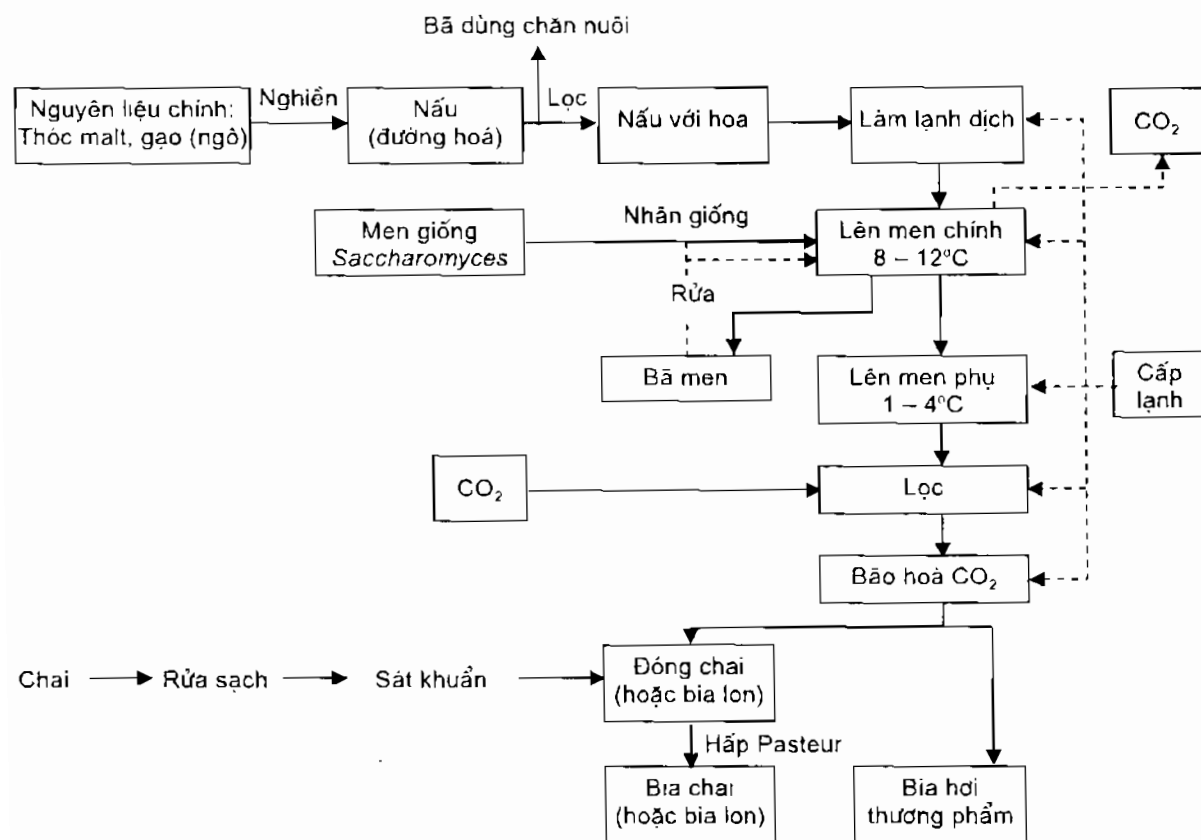 Bã dùng chăn nuôi
Nguyên liệu chính:
Thóc malt, gạo (ngô)
Nghiền
Nấu
(đường hoá)
Lọc
Nấu với hoa
Làm lạnh dịch
CO₂
Men giống
Saccharomyces
Nhân giống
Lên men chính
8 – 12°C
Rửa
Bã men
Lên men phụ
1 – 4°C
Cấp
lạnh
CO₂
Lọc
Bão hoà CO₂
Chai
Rửa sạch
Sát khuẩn
Đóng chai
(hoặc bia lon)
Hấp Pasteur
Bia chai
(hoặc bia lon)
Bia hơi
thương phẩm